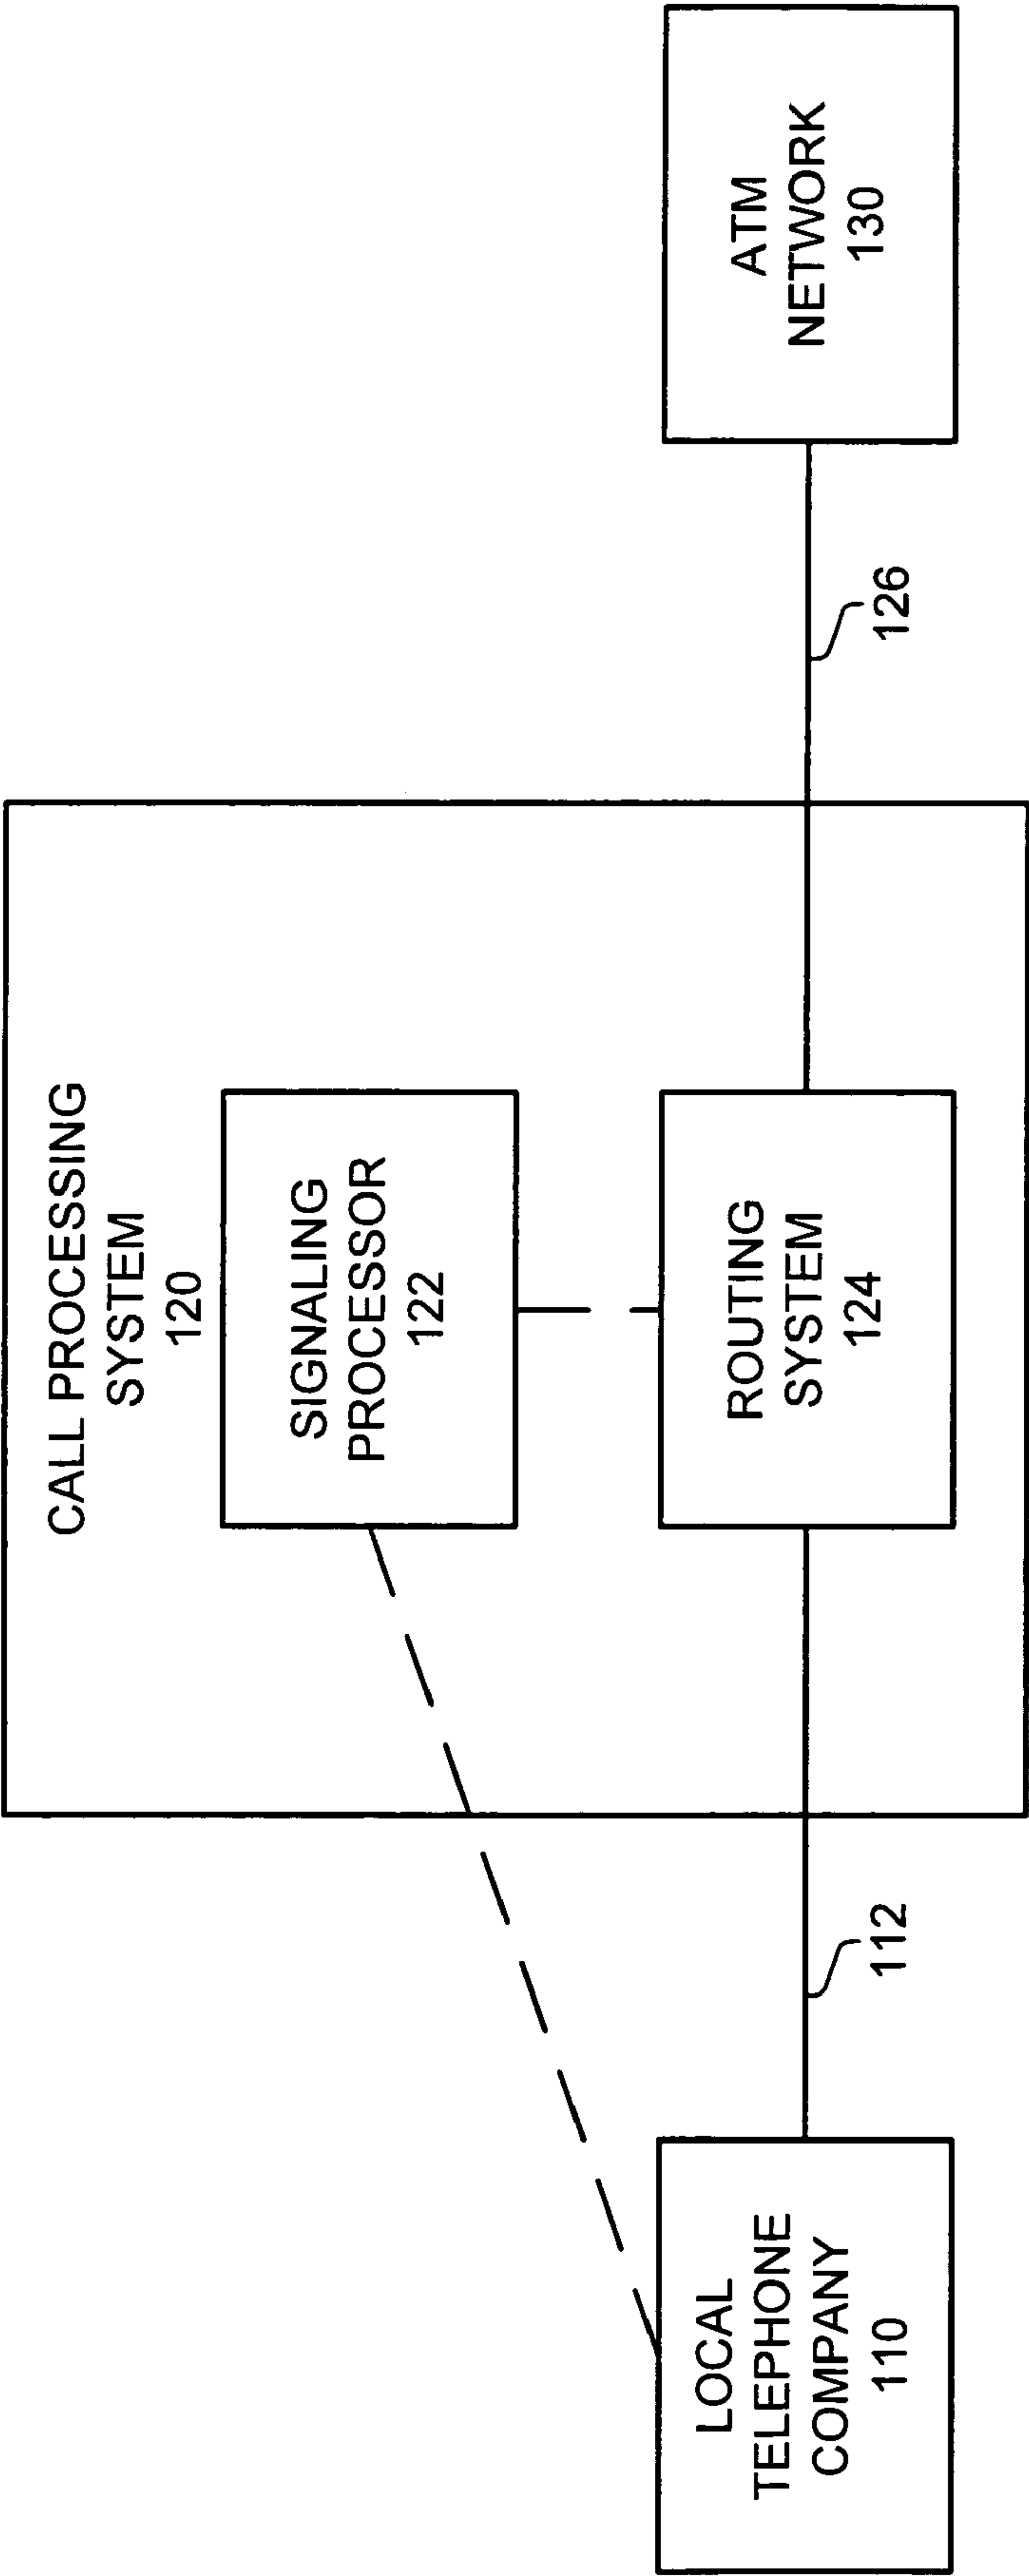 CALL PROCESSING
SYSTEM
120
SIGNALING
PROCESSOR
122
LOCAL
TELEPHONE
COMPANY
110
112
ROUTING
SYSTEM
124
126
ATM
NETWORK
130